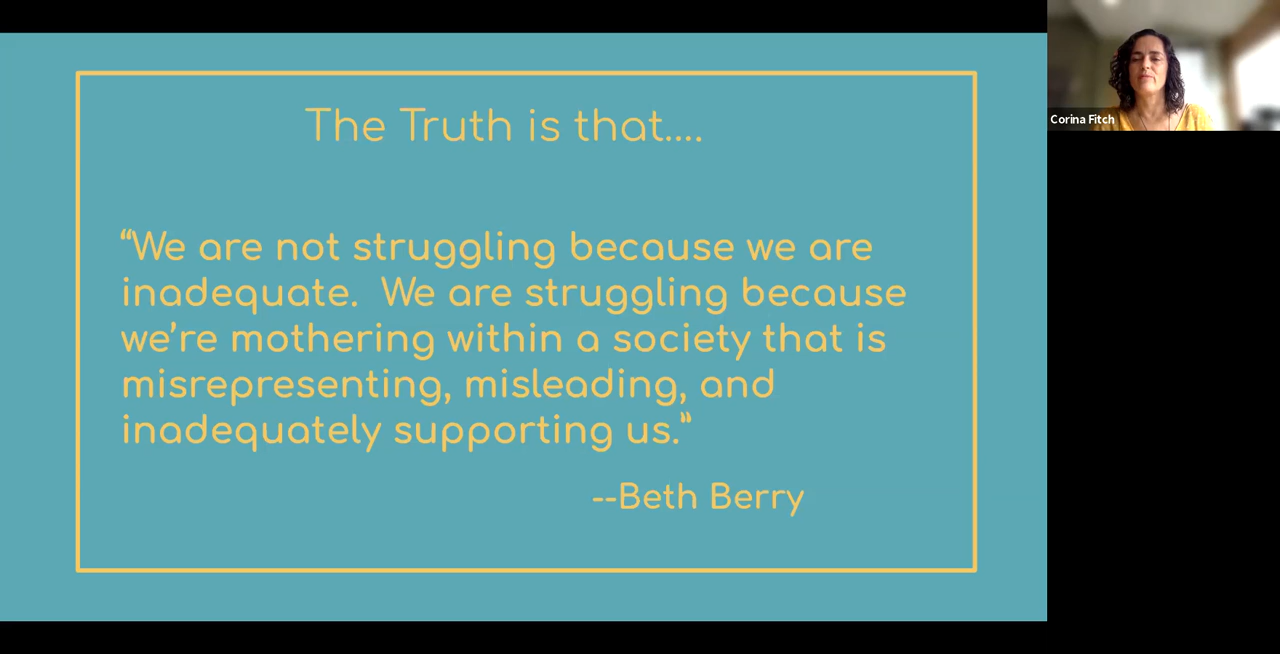 The Truth is that....
“We are not struggling because we are
inadequate.  We are struggling because
we’re mothering within a society that is
misrepresenting, misleading, and
inadequately supporting us.”
--Beth Berry
Corina Fitch